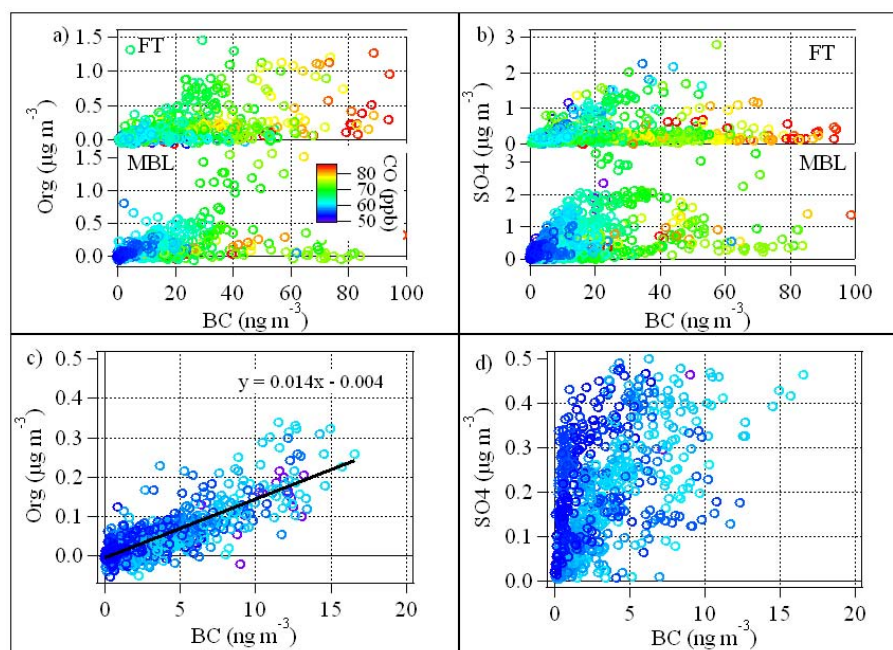 a)
FT
Org (µg m⁻³)
1.5
1.0
0.5
0.0
MBL
1.5
1.0
0.5
0.0
CO (ppb)
80
70
60
50
0 20 40 60 80 100
BC (ng m⁻³)
b)
FT
SO4 (µg m⁻³)
3
2
1
0
MBL
3
2
1
0
0 20 40 60 80 100
BC (ng m⁻³)
c)
y = 0.014x - 0.004
Org (µg m⁻³)
0.5
0.4
0.3
0.2
0.1
0.0
0 5 10 15 20
BC (ng m⁻³)
d)
SO4 (µg m⁻³)
0.5
0.4
0.3
0.2
0.1
0.0
0 5 10 15 20
BC (ng m⁻³)